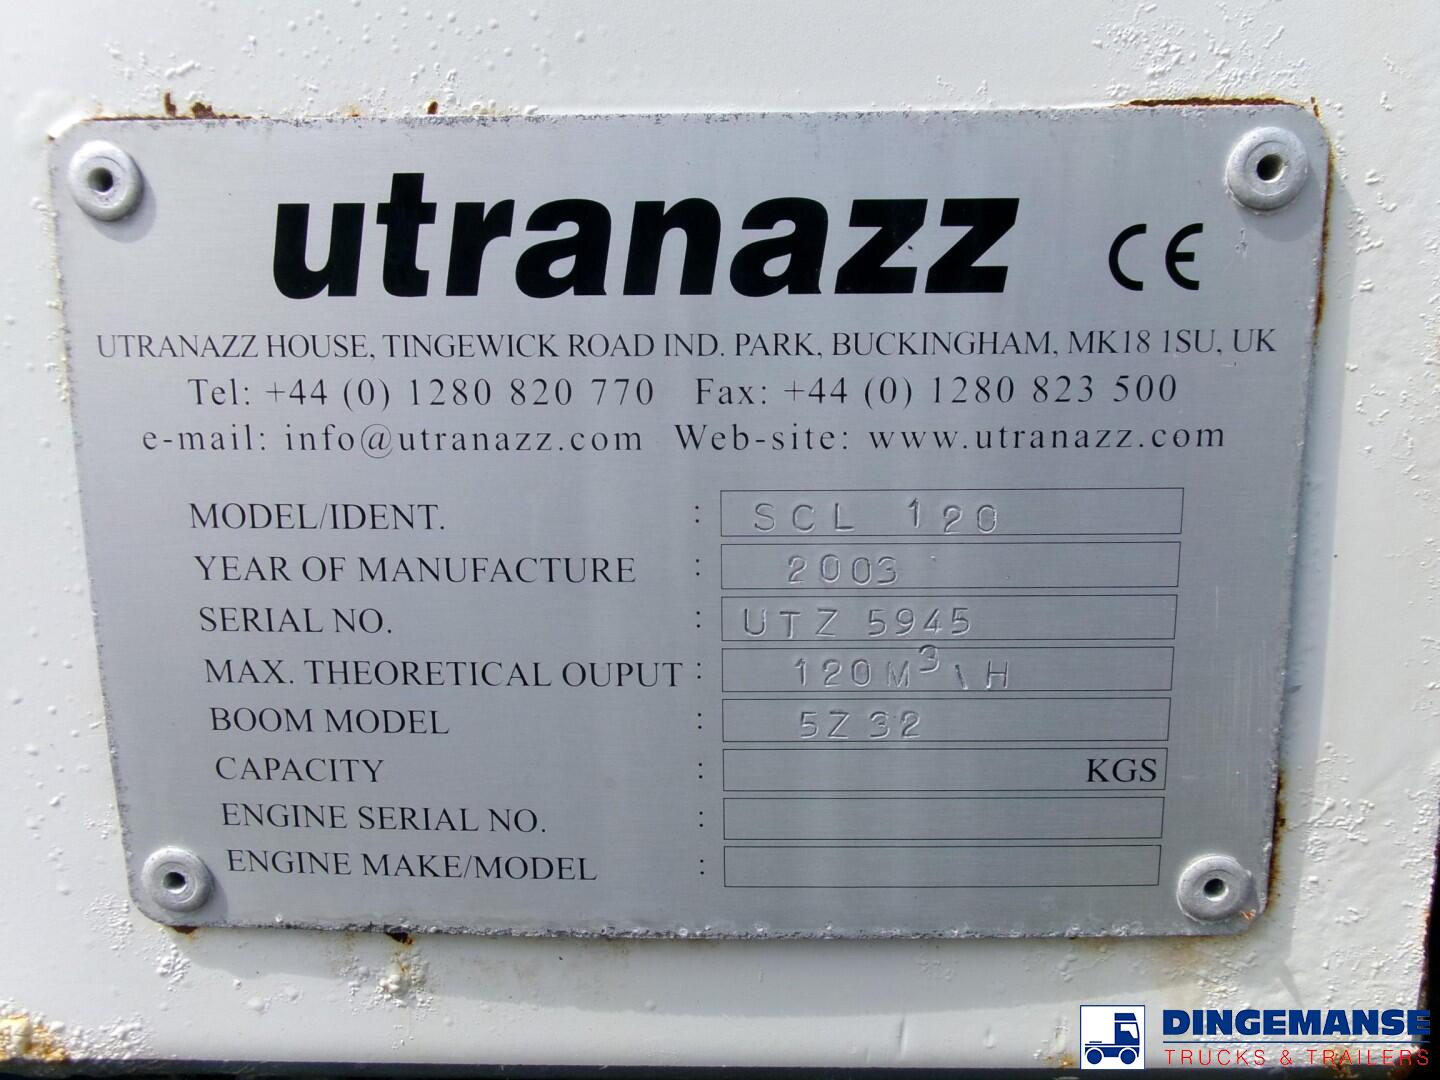 utranazz CE
UTRANAZZ HOUSE, TINGEWICK ROAD IND. PARK, BUCKINGHAM, MK18 1SU, UK
Tel: +44 (0) 1280 820 770 Fax: +44 (0) 1280 823 500
e-mail: info@utranazz.com Web-site: www.utranazz.com
MODEL/IDENT. : SCL 120
YEAR OF MANUFACTURE : 2003
SERIAL NO. : UTZ 5945
MAX. THEORETICAL OUPUT : 120M³\H
BOOM MODEL : 5Z32
CAPACITY : KGS
ENGINE SERIAL NO. :
ENGINE MAKE/MODEL :
DINGEMANSE
TRUCKS & TRAILERS